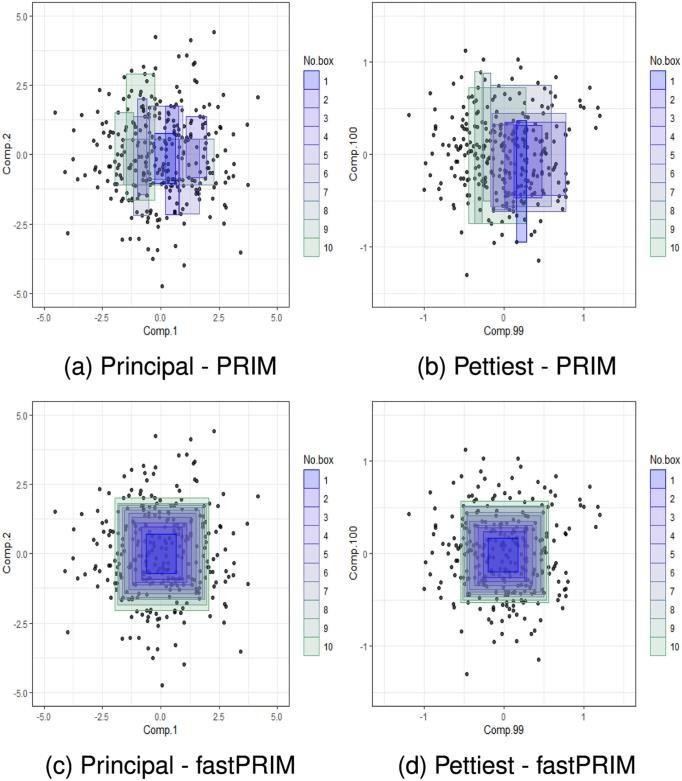 5.0
2.5
0.0
-2.5
-5.0
Comp.2
-5.0 -2.5 0.0 2.5 5.0
Comp.1
No.box
1
2
3
4
5
6
7
8
9
10
(a) Principal - PRIM
1
0
-1
Comp.100
-1 0 1
Comp.99
No.box
1
2
3
4
5
6
7
8
9
10
(b) Pettiest - PRIM
5.0
2.5
0.0
-2.5
-5.0
Comp.2
-5.0 -2.5 0.0 2.5 5.0
Comp.1
No.box
1
2
3
4
5
6
7
8
9
10
(c) Principal - fastPRIM
1
0
-1
Comp.100
-1 0 1
Comp.99
No.box
1
2
3
4
5
6
7
8
9
10
(d) Pettiest - fastPRIM